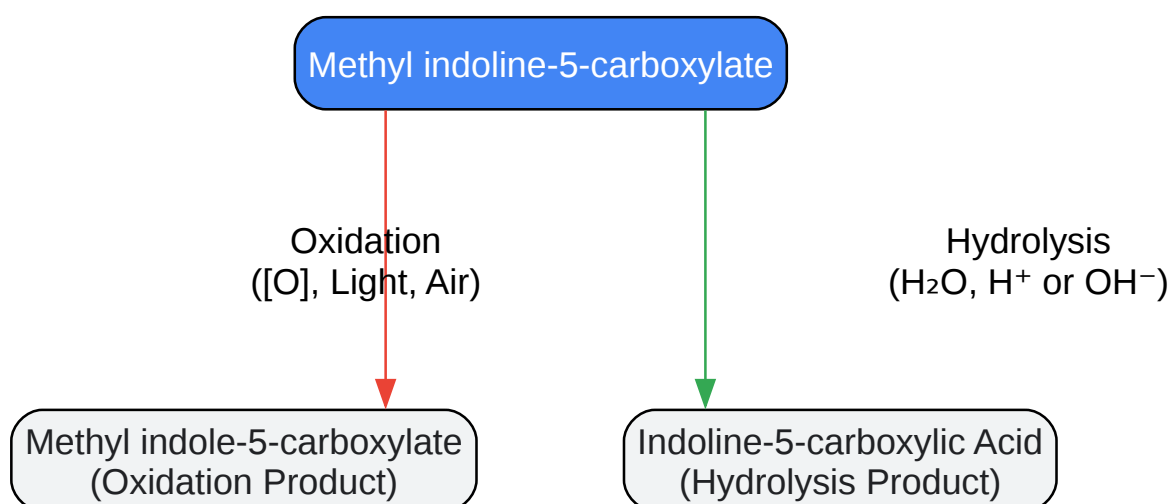 Methyl indoline-5-carboxylate
Oxidation
([O], Light, Air)
Hydrolysis
(H₂O, H⁺ or OH⁻)
Methyl indole-5-carboxylate
(Oxidation Product)
Indoline-5-carboxylic Acid
(Hydrolysis Product)